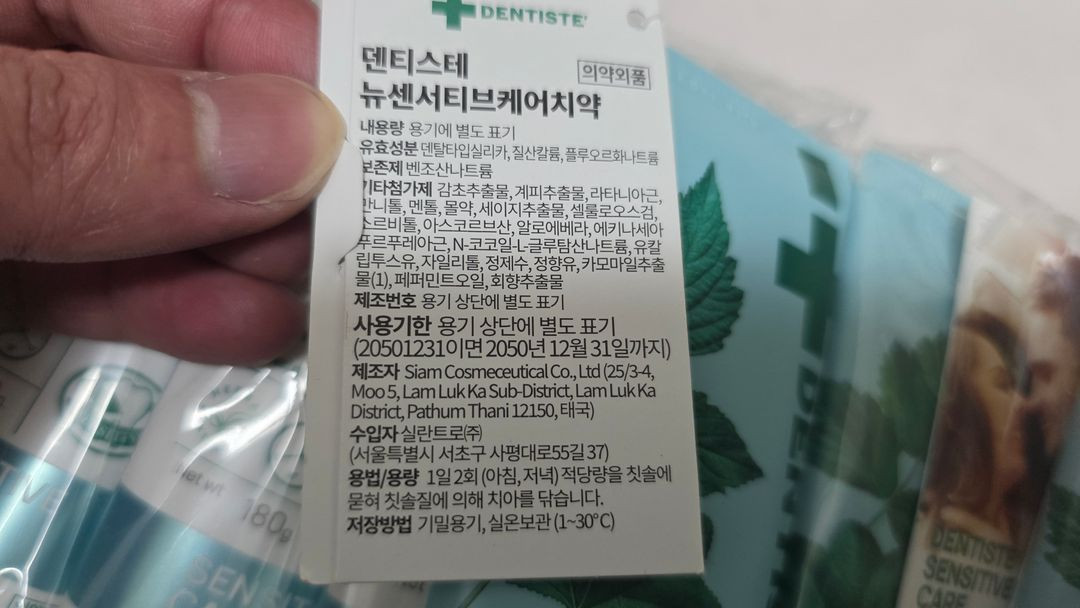 DENTISTE'
덴티스테
의약외품
뉴센서티브케어치약
내용량 용기에 별도 표기
유효성분 덴탈타입실리카, 질산칼륨, 플루오르화나트륨
보존제 벤조산나트륨
기타첨가제 감초추출물, 계피추출물, 라타니아근,
만니톨, 멘톨, 몰약, 세이지추출물, 셀룰로오스검,
소르비톨, 아스코르브산, 알로에베라, 에키나세아
푸르푸레아근, N-코코일-L-글루탐산나트륨, 유칼
립투스유, 자일리톨, 정제수, 정향유, 카모마일추출
물(1), 페퍼민트오일, 회향추출물
제조번호 용기 상단에 별도 표기
사용기한 용기 상단에 별도 표기
(20501231이면 2050년 12월 31일까지)
제조자 Siam Cosmeceutical Co., Ltd (25/3-4,
Moo 5, Lam Luk Ka Sub-District, Lam Luk Ka
District, Pathum Thani 12150, 태국)
수입자 실란트로㈜
(서울특별시 서초구 사평대로55길 37)
용법/용량 1일 2회 (아침, 저녁) 적당량을 칫솔에
묻혀 칫솔질에 의해 치아를 닦습니다.
저장방법 기밀용기, 실온보관 (1~30°C)
net wt 180g
DENTISTE'
SENSITIVE
CARE